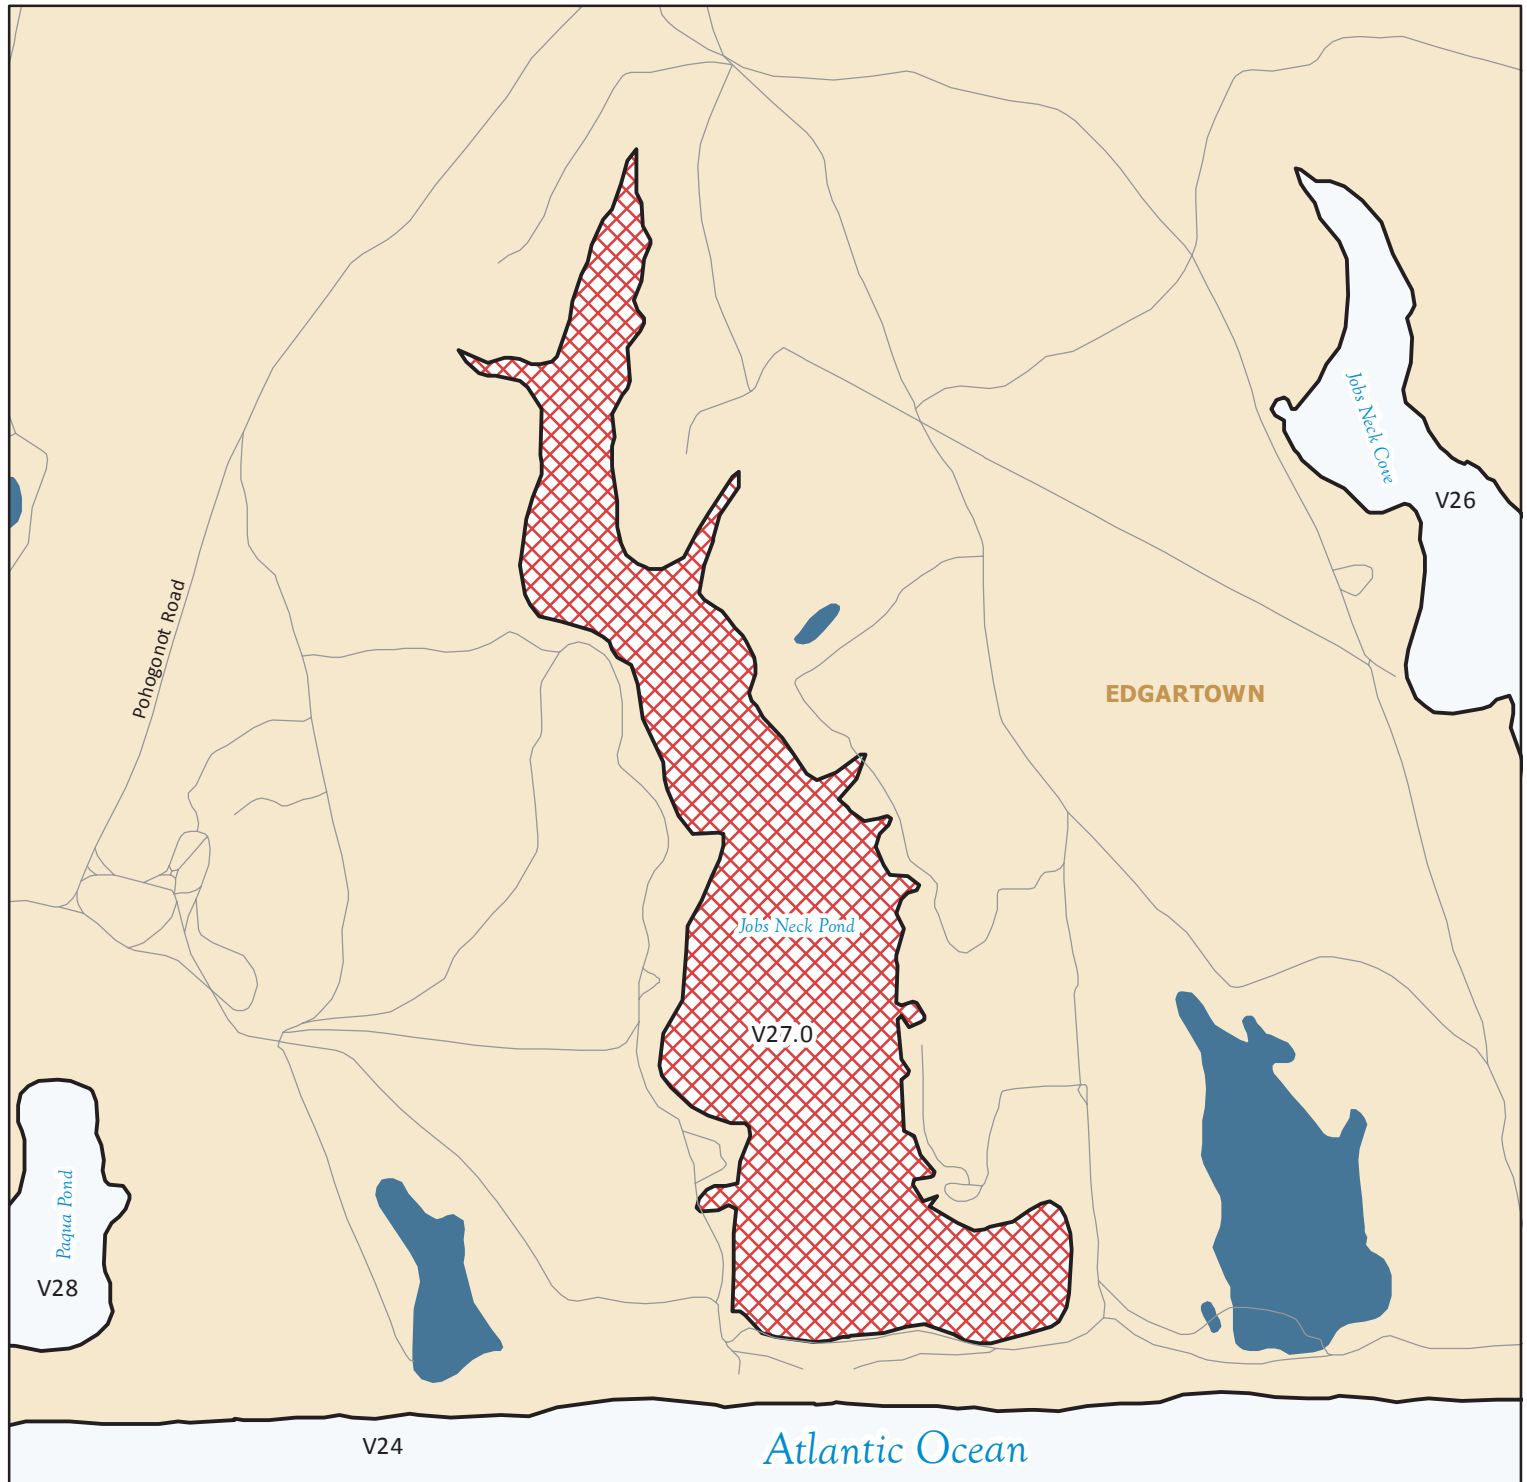 Jobs Neck Cove
V26
Pohogonot Road
EDGARTOWN
Jobs Neck Pond
V27.0
Paqua Pond
V28
V24
Atlantic Ocean